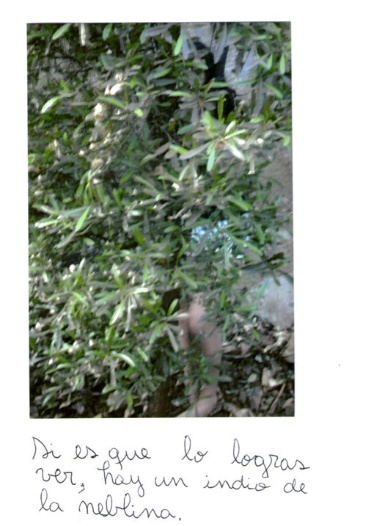 Si es que lo logras
ver, hay un indio de
la neblina.